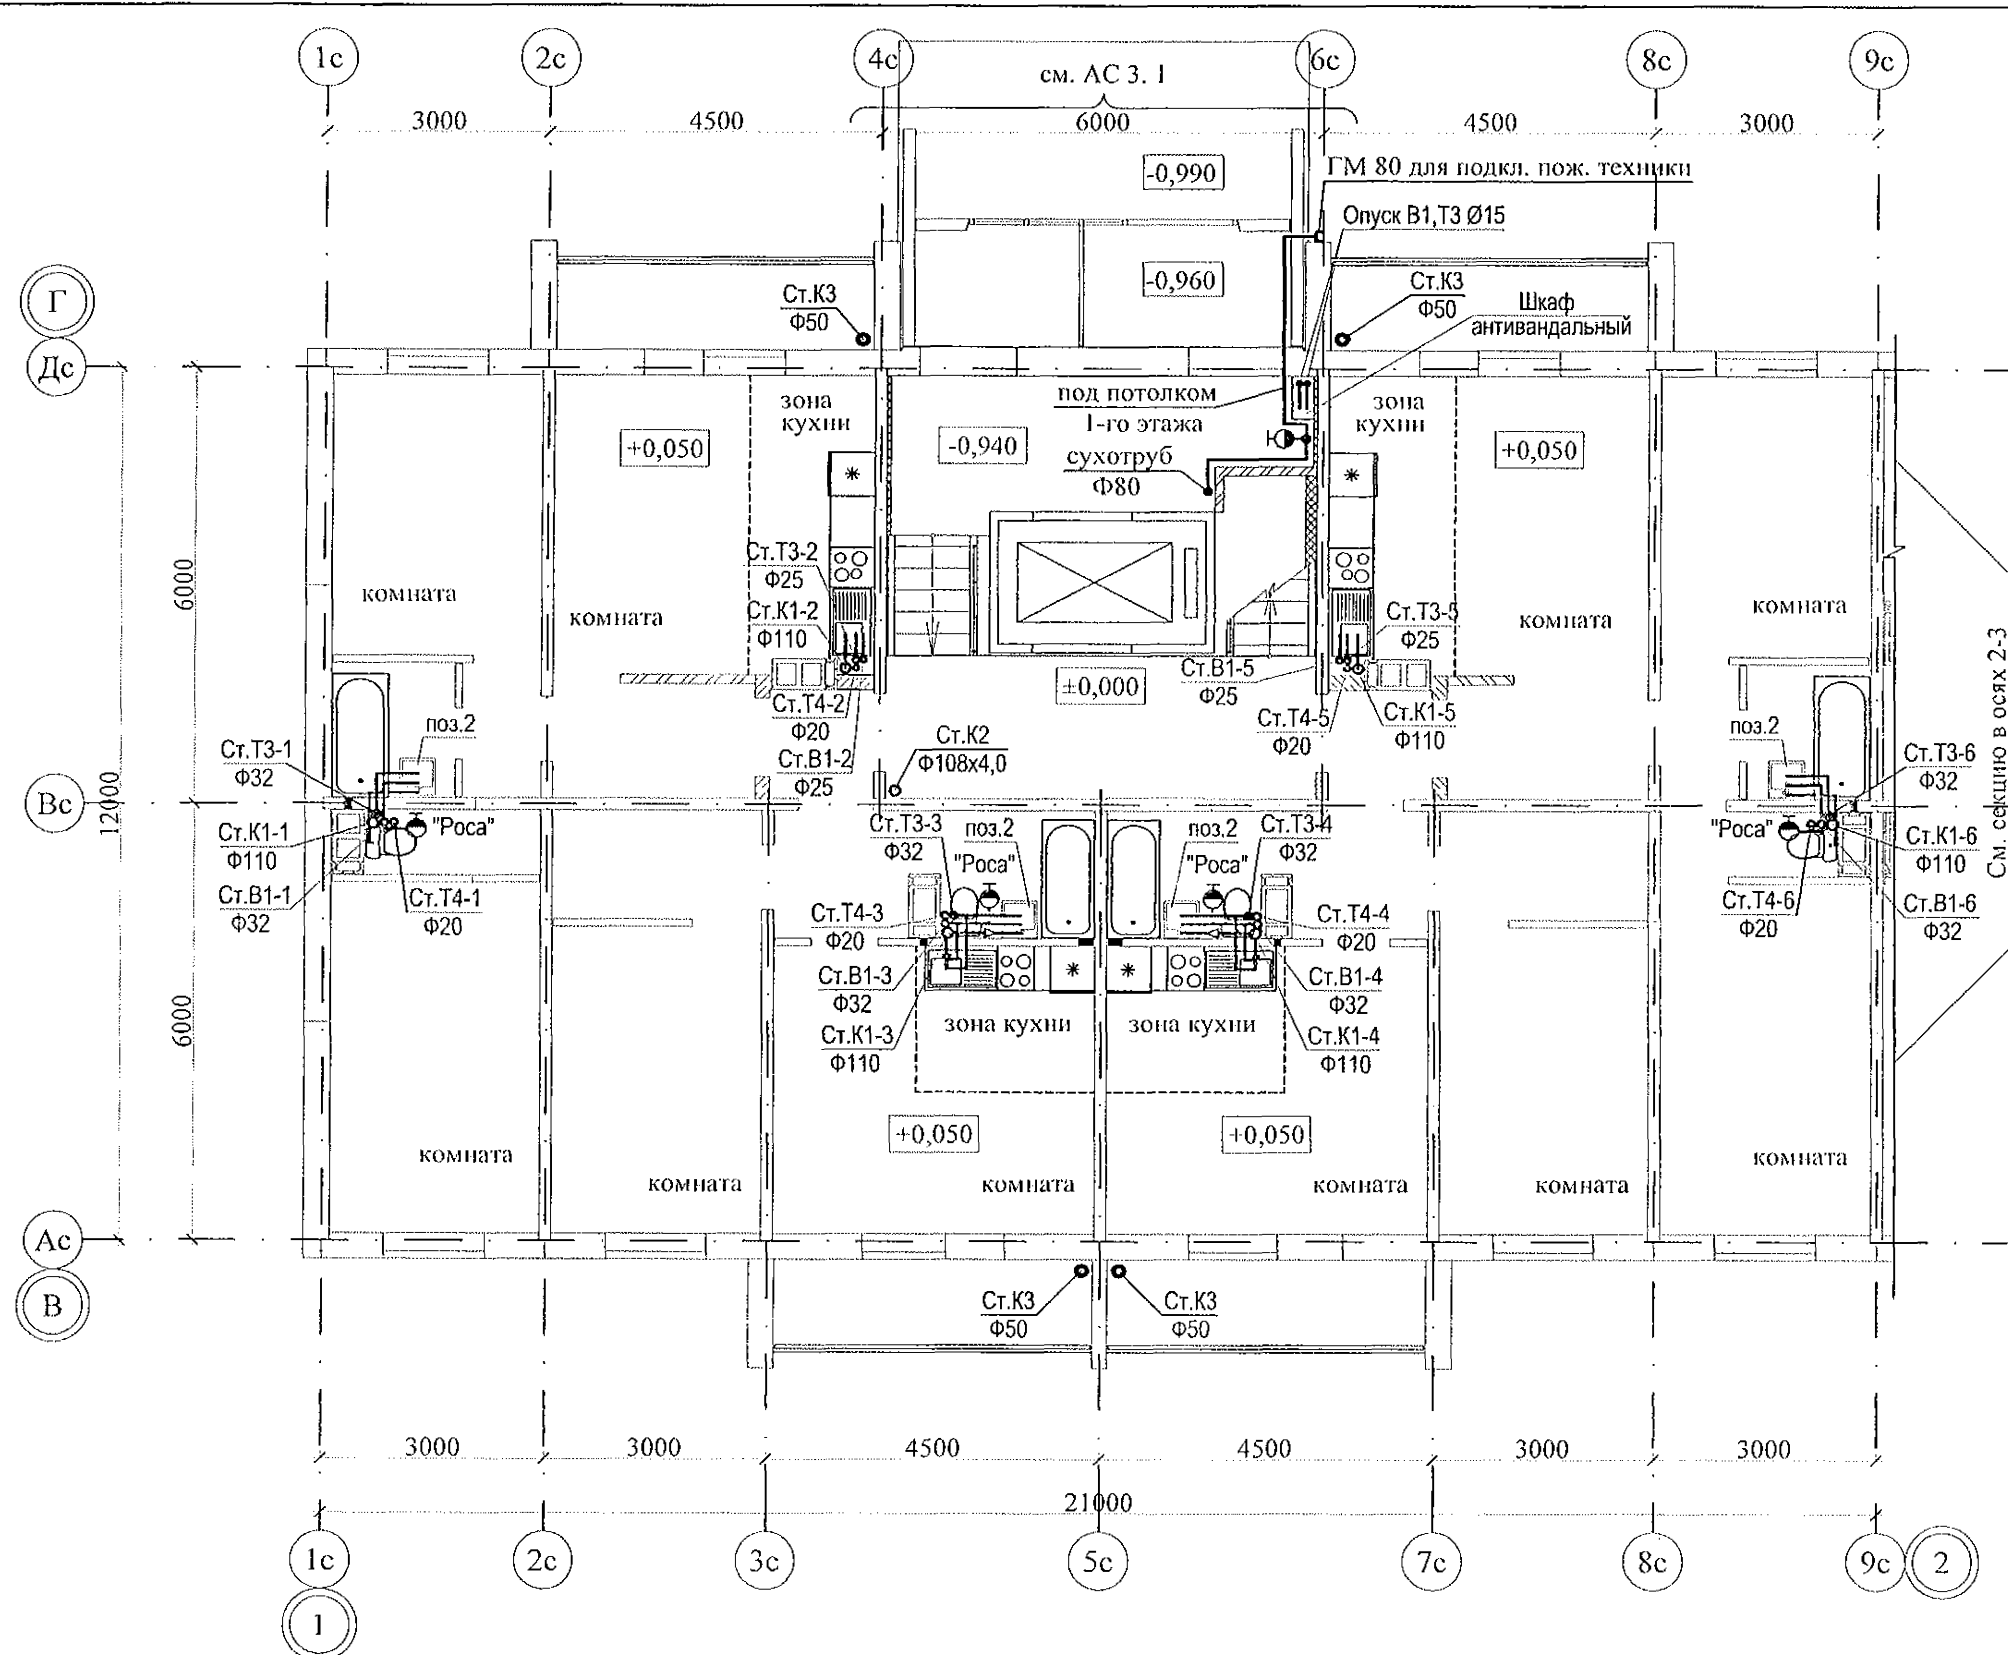 1с
2с
4с
6с
8с
9с
см. АС 3. 1
3000
4500
6000
4500
3000
-0,990
ГМ 80 для подкл. пож. техники
Опуск В1,Т3 Ø15
-0,960
Ст.К3
Ф50
Ст.К3
Ф50
Шкаф
антивандальный
Г
Дс
зона
кухни
под потолком
1-го этажа
сухотруб
Ф80
зона
кухни
+0,050
-0,940
+0,050
6000
Ст.Т3-2
Ф25
Ст.К1-2
Ф110
комната
комната
Ст.Т3-5
Ф25
комната
комната
Ст.В1-5
Ф25
±0,000
Ст.Т4-2
Ф20
Ст.Т4-5
Ф20
Ст.К1-5
Ф110
поз.2
поз.2
Ст.К2
Ф108х4,0
Ст.В1-2
Ф25
Ст.Т3-1
Ф32
Ст.Т3-6
Ф32
См. секцию в осях 2-3
Вс
12000
"Роса"
Ст.К1-1
Ф110
Ст.В1-1
Ф32
Ст.Т4-1
Ф20
Ст.Т3-3
Ф32
поз.2
"Роса"
поз.2
"Роса"
Ст.Т3-4
Ф32
"Роса"
Ст.К1-6
Ф110
Ст.Т4-6
Ф20
Ст.В1-6
Ф32
Ст.Т4-3
Ф20
Ст.Т4-4
Ф20
Ст.В1-3
Ф32
Ст.В1-4
Ф32
Ст.К1-3
Ф110
зона кухни
зона кухни
Ст.К1-4
Ф110
6000
+0,050
+0,050
комната
комната
комната
комната
комната
комната
Ас
В
Ст.К3
Ф50
Ст.К3
Ф50
3000
3000
4500
4500
3000
3000
21000
1с
2с
3с
5с
7с
8с
9с
2
1